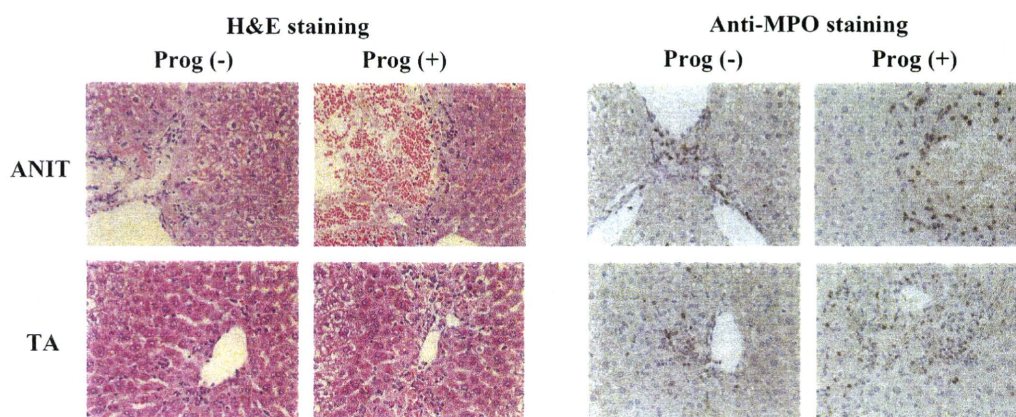 H&E staining
Anti-MPO staining
Prog (-)
Prog (+)
Prog (-)
Prog (+)
ANIT
TA